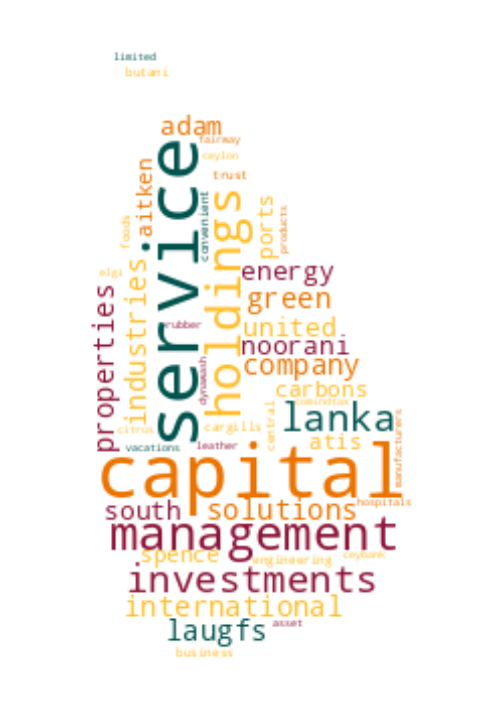 limited
butani
adam
fairway
ceylon
trust
aitken
service
convenient
holdings
ports
products
foods
elgi
industries
energy
green
properties
rubber
united
noorani
company
dynawash
carbons
comindtax
central
lanka
manufacturers
citrus
cargills
atis
vacations
leather
capital
hospitals
south
solutions
management
spence
engineering
ceybank
investments
international
laugfs
asset
business